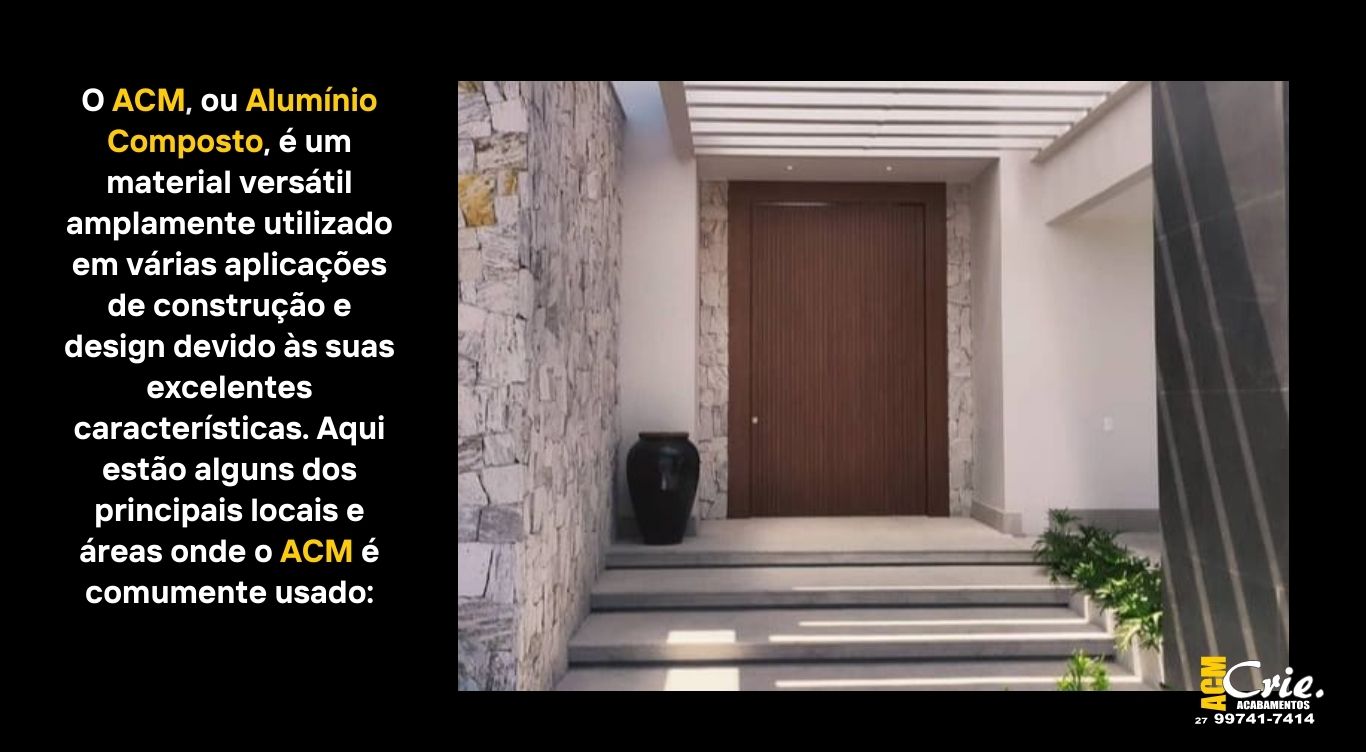 O ACM, ou Alumínio
Composto, é um
material versátil
amplamente utilizado
em várias aplicações
de construção e
design devido às suas
excelentes
características. Aqui
estão alguns dos
principais locais e
áreas onde o ACM é
comumente usado:
ACM
Crie.
ACABAMENTOS
27 99741-7414